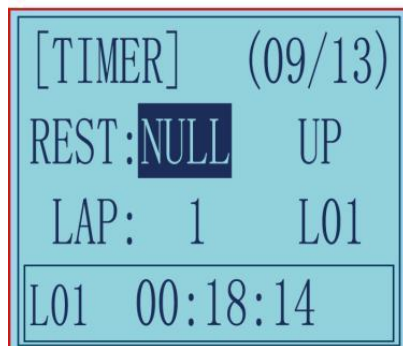 [TIMER] (09/13)
REST:NULL UP
LAP: 1 L01
L01 00:18:14